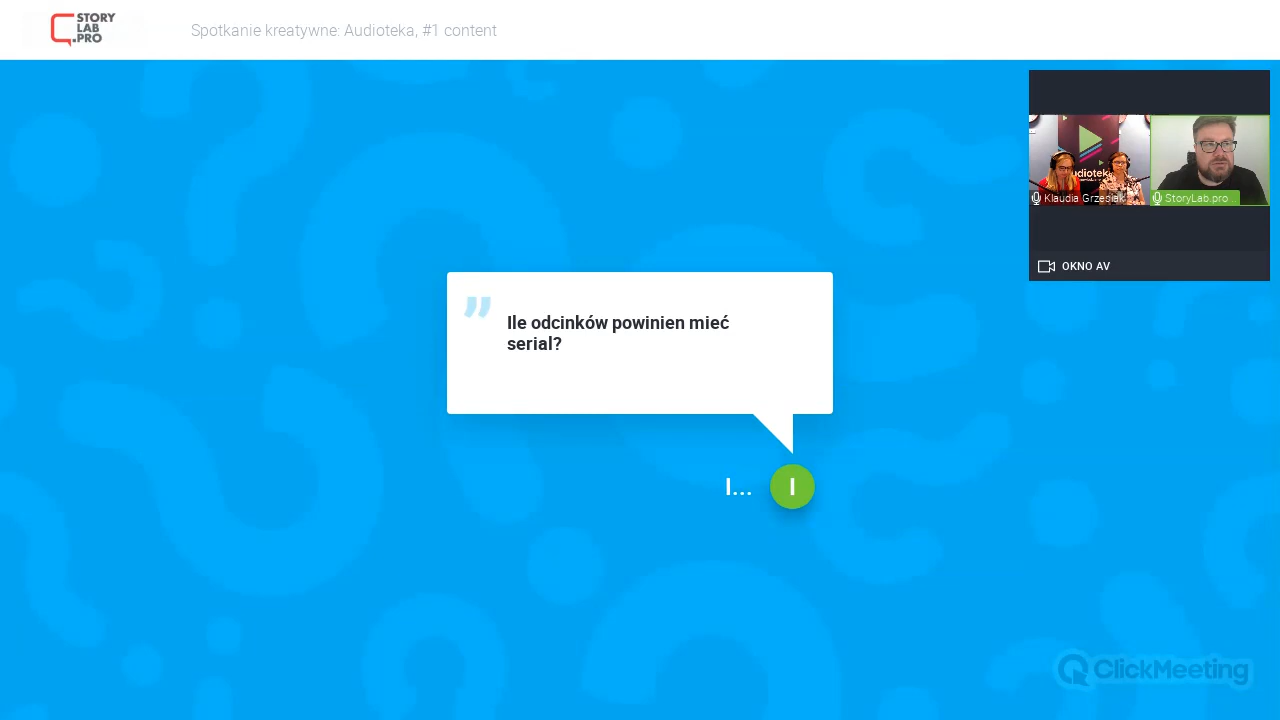 STORY
LAB
.PRO
Spotkanie kreatywne: Audioteka, #1 content
udioteka
Klaudia Grzesiak
StoryLab.pro ...
OKNO AV
” Ile odcinków powinien mieć
serial?
I...
I
ClickMeeting